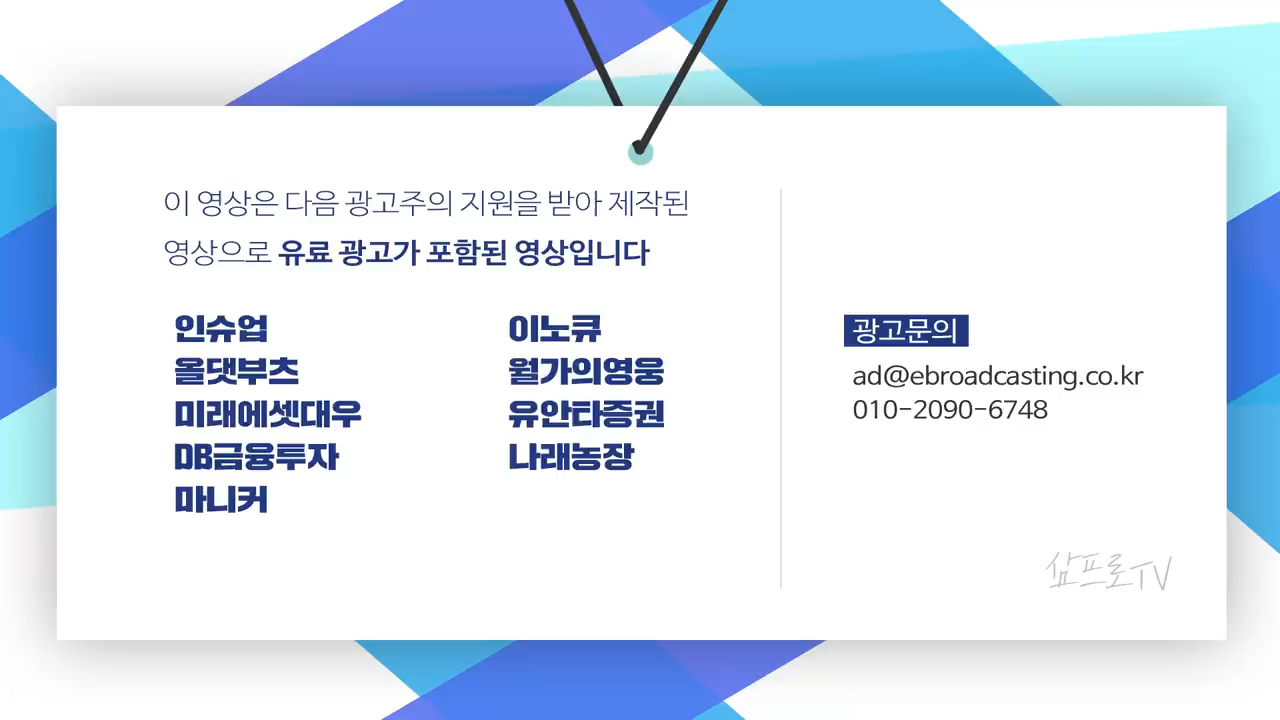 이 영상은 다음 광고주의 지원을 받아 제작된
영상으로 유료 광고가 포함된 영상입니다
인슈업
올댓부츠
미래에셋대우
DB금융투자
마니커
이노큐
월가의영웅
유안타증권
나래농장
광고문의
ad@ebroadcasting.co.kr
010-2090-6748
삼프로TV